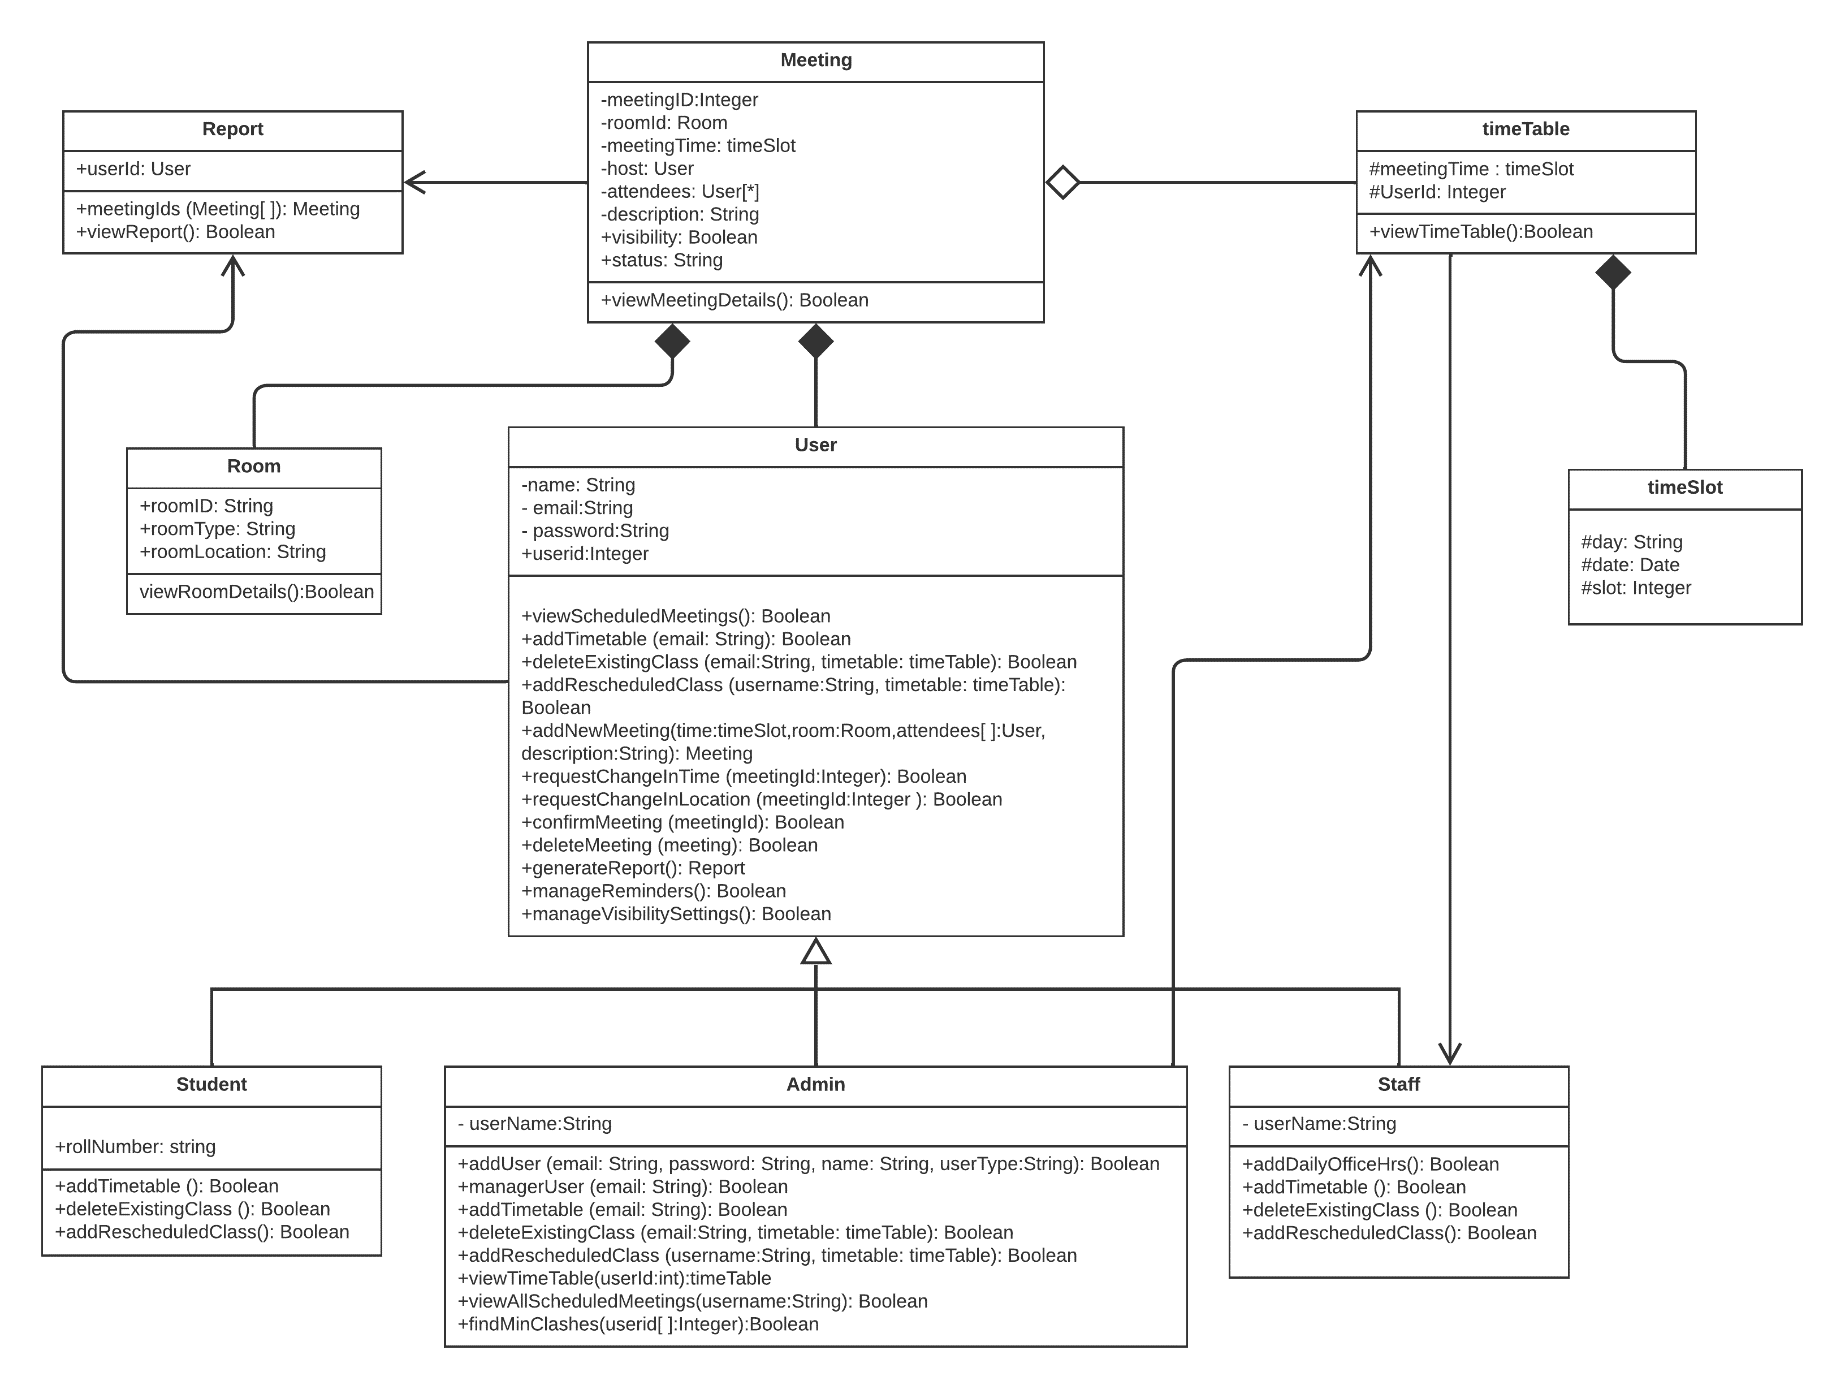 Meeting
-meetingID:Integer
-roomId: Room
-meetingTime: timeSlot
-host: User
-attendees: User[*]
-description: String
+visibility: Boolean
+status: String
+viewMeetingDetails(): Boolean
Report
+userId: User
+meetingIds (Meeting[ ]): Meeting
+viewReport(): Boolean
timeTable
#meetingTime : timeSlot
#UserId: Integer
+viewTimeTable():Boolean
Room
+roomID: String
+roomType: String
+roomLocation: String
viewRoomDetails():Boolean
User
-name: String
- email:String
- password:String
+userid:Integer
+viewScheduledMeetings(): Boolean
+addTimetable (email: String): Boolean
+deleteExistingClass (email:String, timetable: timeTable): Boolean
+addRescheduledClass (username:String, timetable: timeTable):
Boolean
+addNewMeeting(time:timeSlot,room:Room,attendees[ ]:User,
description:String): Meeting
+requestChangeInTime (meetingId:Integer): Boolean
+requestChangeInLocation (meetingId:Integer ): Boolean
+confirmMeeting (meetingId): Boolean
+deleteMeeting (meeting): Boolean
+generateReport(): Report
+manageReminders(): Boolean
+manageVisibilitySettings(): Boolean
timeSlot
#day: String
#date: Date
#slot: Integer
Student
+rollNumber: string
+addTimetable (): Boolean
+deleteExistingClass (): Boolean
+addRescheduledClass(): Boolean
Admin
- userName:String
+addUser (email: String, password: String, name: String, userType:String): Boolean
+managerUser (email: String): Boolean
+addTimetable (email: String): Boolean
+deleteExistingClass (email:String, timetable: timeTable): Boolean
+addRescheduledClass (username:String, timetable: timeTable): Boolean
+viewTimeTable(userId:int):timeTable
+viewAllScheduledMeetings(username:String): Boolean
+findMinClashes(userid[ ]:Integer):Boolean
Staff
- userName:String
+addDailyOfficeHrs(): Boolean
+addTimetable (): Boolean
+deleteExistingClass (): Boolean
+addRescheduledClass(): Boolean